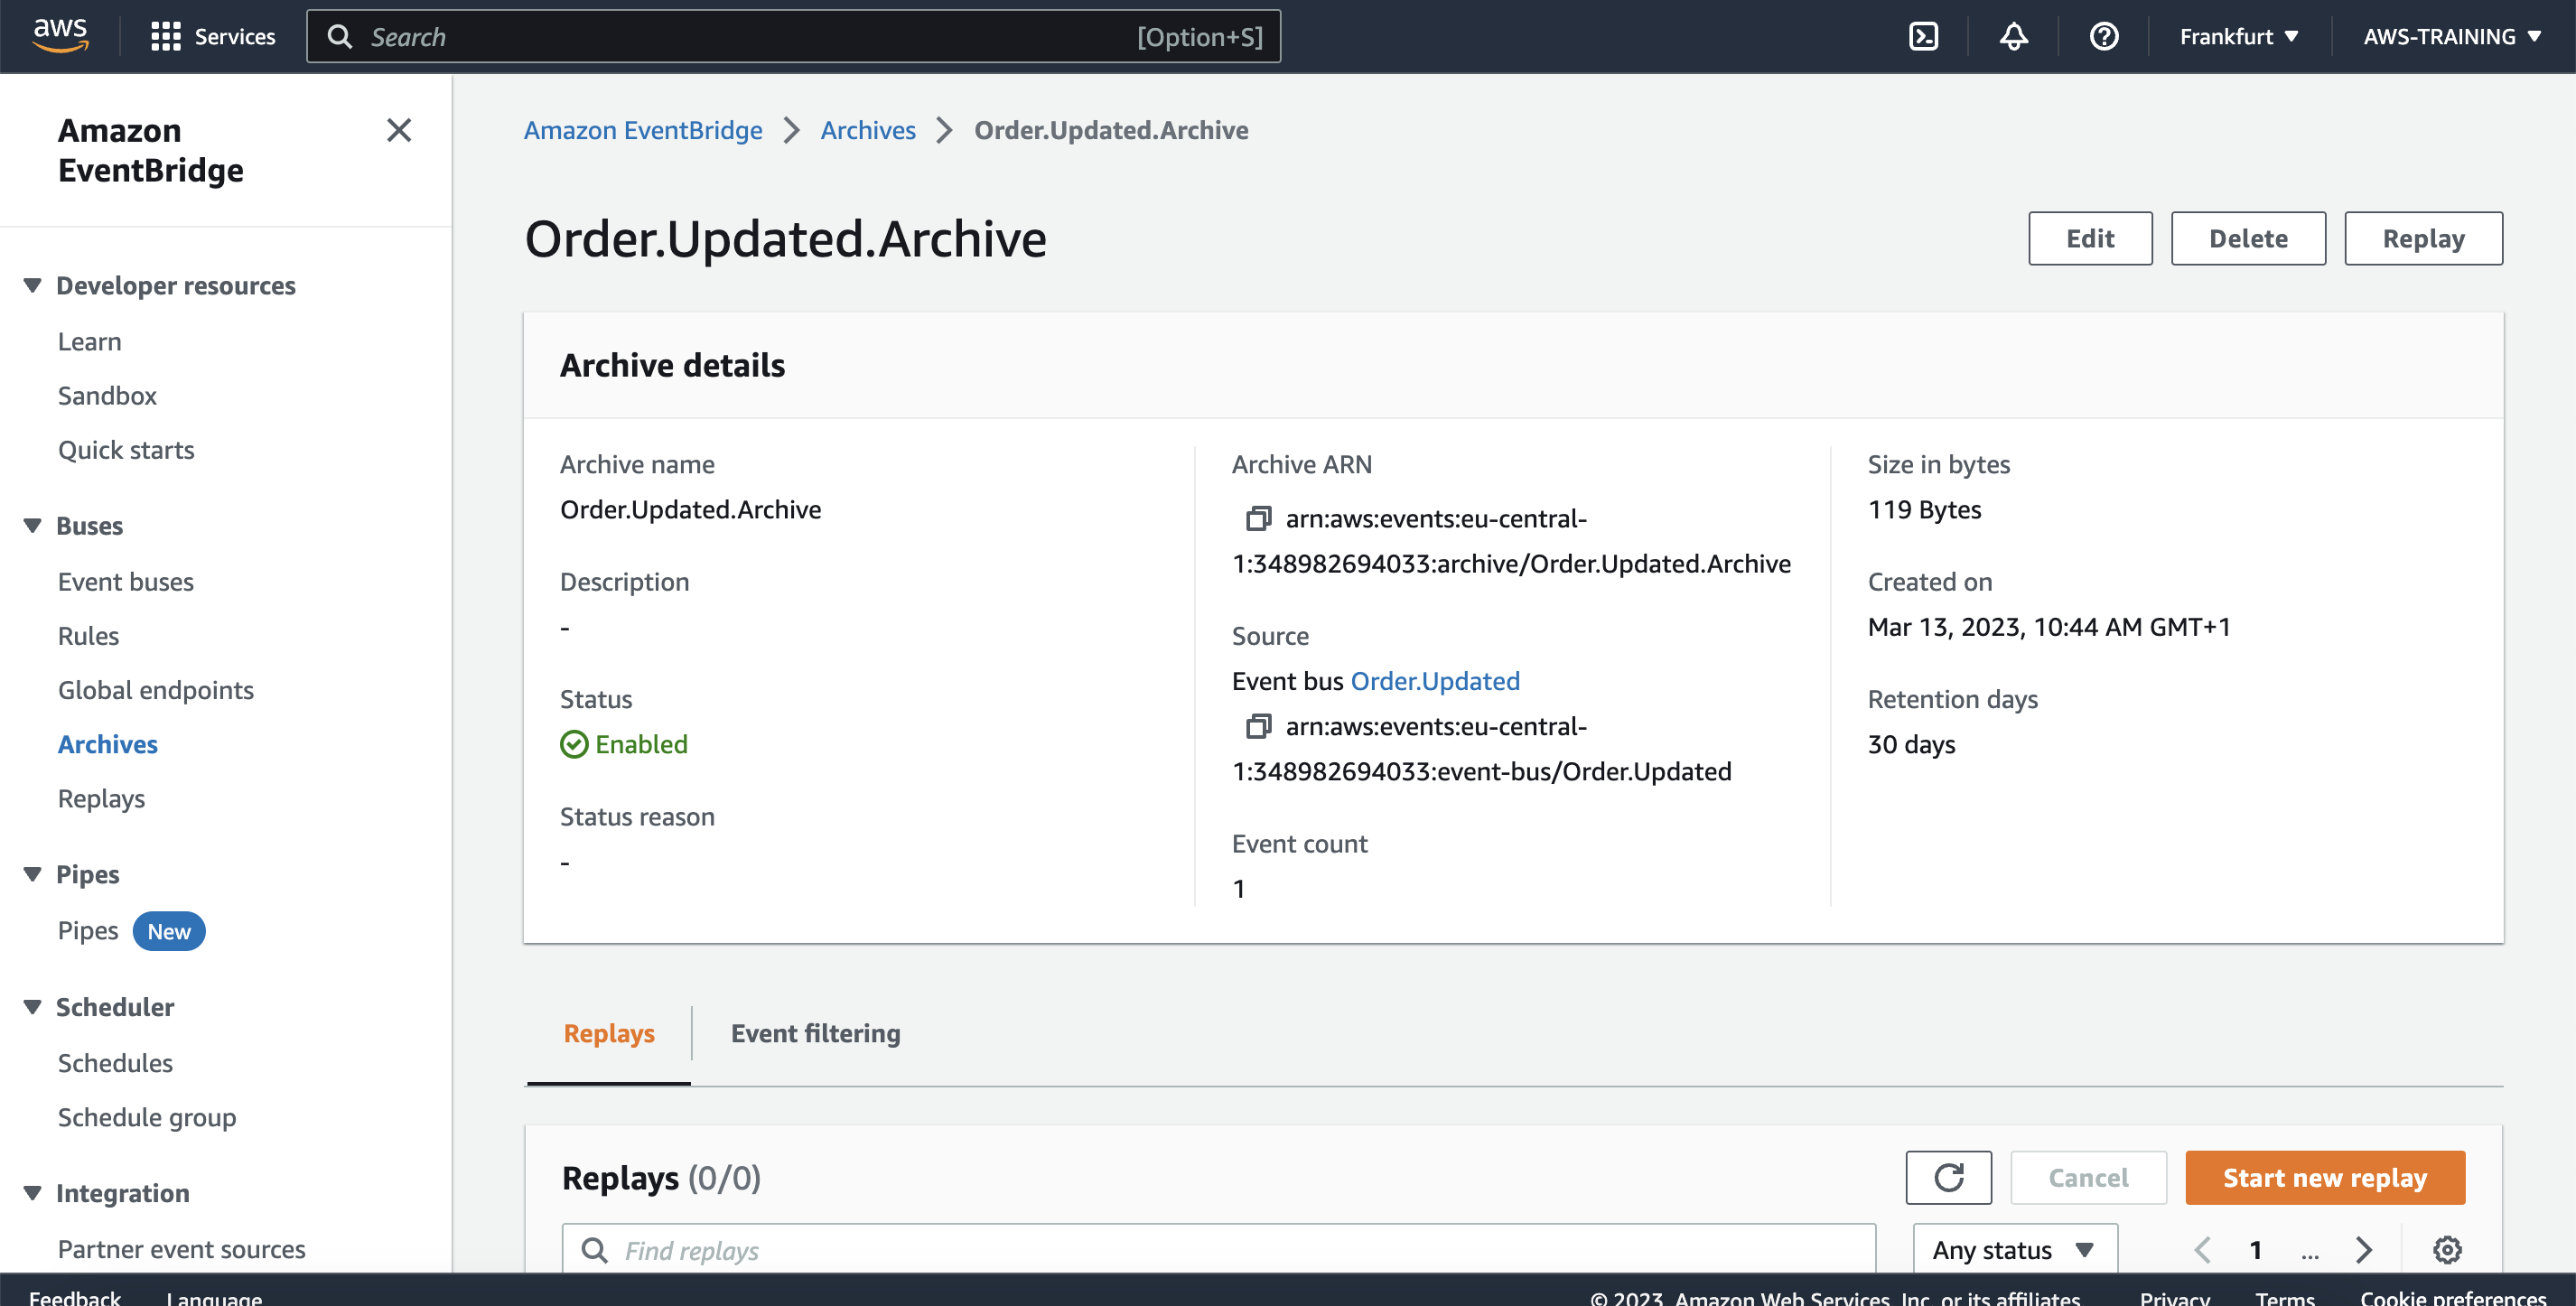 aws
Services
Search
[Option+S]
Frankfurt
AWS-TRAINING
Amazon
EventBridge
Developer resources
Learn
Sandbox
Quick starts
Buses
Event buses
Rules
Global endpoints
Archives
Replays
Pipes
Pipes New
Scheduler
Schedules
Schedule group
Integration
Partner event sources
Amazon EventBridge
Archives
Order.Updated.Archive
Order.Updated.Archive
Edit
Delete
Replay
Archive details
Archive name
Order.Updated.Archive
Description
-
Status
Enabled
Status reason
-
Archive ARN
arn:aws:events:eu-central-
1:348982694033:archive/Order.Updated.Archive
Source
Event bus Order.Updated
arn:aws:events:eu-central-
1:348982694033:event-bus/Order.Updated
Event count
1
Size in bytes
119 Bytes
Created on
Mar 13, 2023, 10:44 AM GMT+1
Retention days
30 days
Replays
Event filtering
Replays (0/0)
Cancel
Start new replay
Find replays
Any status
1
...
Feedback
Language
© 2023, Amazon Web Services, Inc. or its affiliates.
Privacy
Terms
Cookie preferences